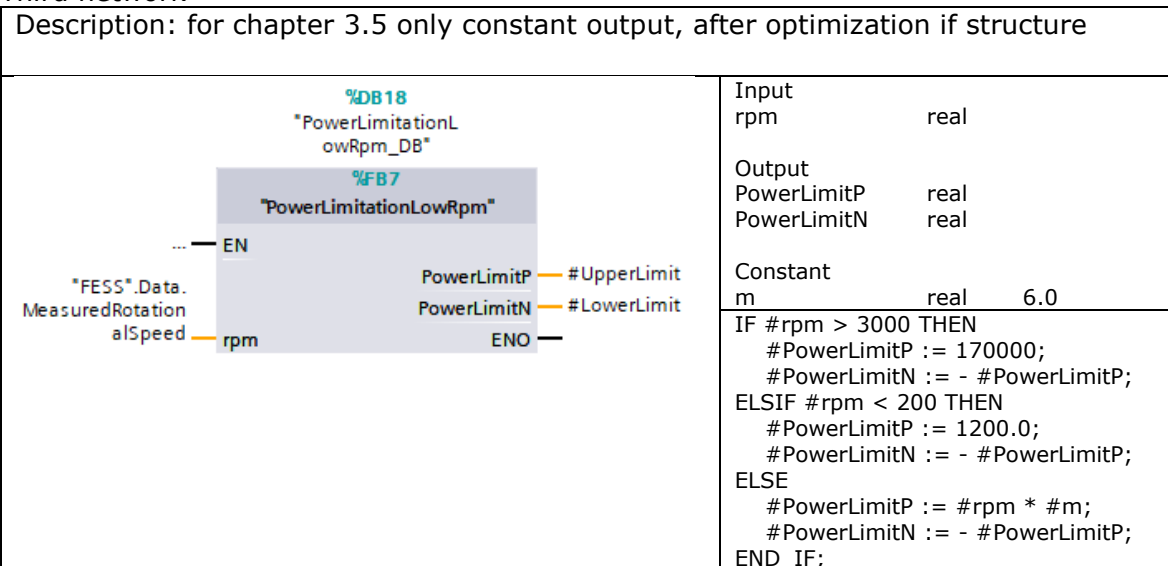 Description: for chapter 3.5 only constant output, after optimization if structure
%DB18
"PowerLimitationL
owRpm_DB"
%FB7
"PowerLimitationLowRpm"
... EN
"FESS".Data.
MeasuredRotation
alSpeed rpm
PowerLimitP #UpperLimit
PowerLimitN #LowerLimit
ENO
Input
rpm real
Output
PowerLimitP real
PowerLimitN real
Constant
m real 6.0
IF #rpm > 3000 THEN
#PowerLimitP := 170000;
#PowerLimitN := - #PowerLimitP;
ELSIF #rpm < 200 THEN
#PowerLimitP := 1200.0;
#PowerLimitN := - #PowerLimitP;
ELSE
#PowerLimitP := #rpm * #m;
#PowerLimitN := - #PowerLimitP;
END_IF;